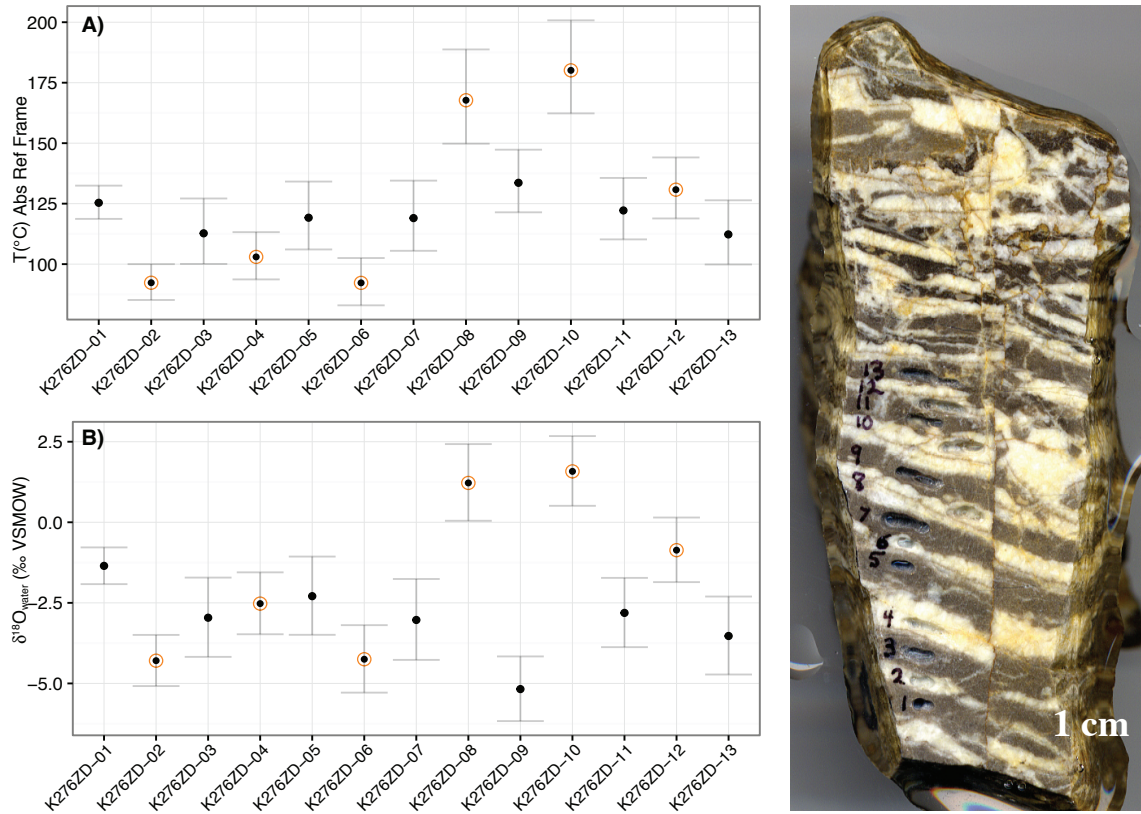 A)
200
175
150
125
100
T(°C) Abs Ref Frame
K276ZD−01
K276ZD−02
K276ZD−03
K276ZD−04
K276ZD−05
K276ZD−06
K276ZD−07
K276ZD−08
K276ZD−09
K276ZD−10
K276ZD−11
K276ZD−12
K276ZD−13
B)
2.5
0.0
−2.5
−5.0
δ¹⁸O_water (‰ VSMOW)
K276ZD−01
K276ZD−02
K276ZD−03
K276ZD−04
K276ZD−05
K276ZD−06
K276ZD−07
K276ZD−08
K276ZD−09
K276ZD−10
K276ZD−11
K276ZD−12
K276ZD−13
13
12
11
10
9
8
7
6
5
4
3
2
1
1 cm